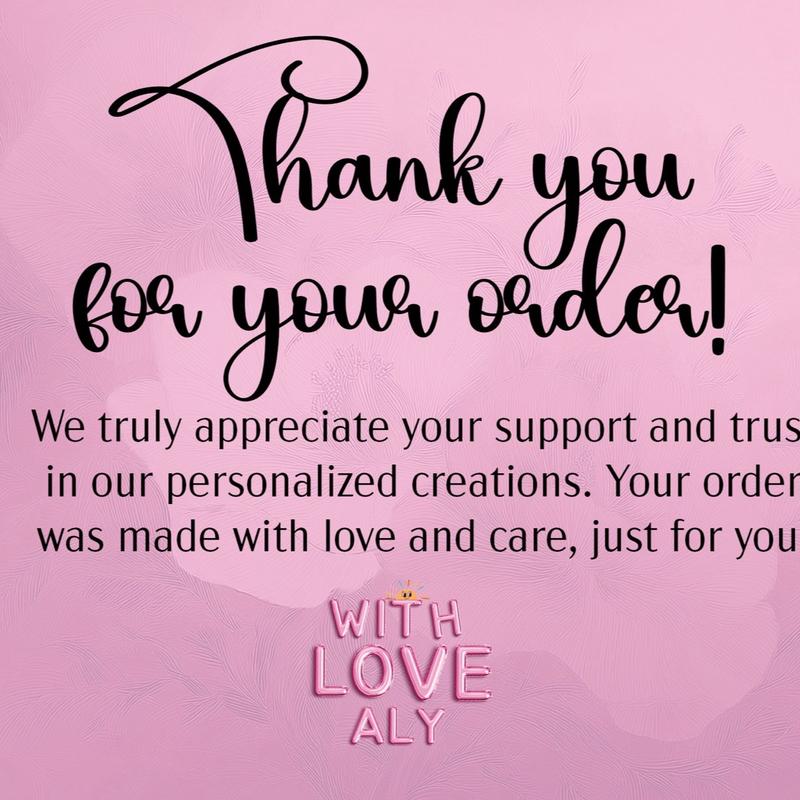 Thank you
for your order!
We truly appreciate your support and trus
in our personalized creations. Your order
was made with love and care, just for you
WITH
LOVE
ALY